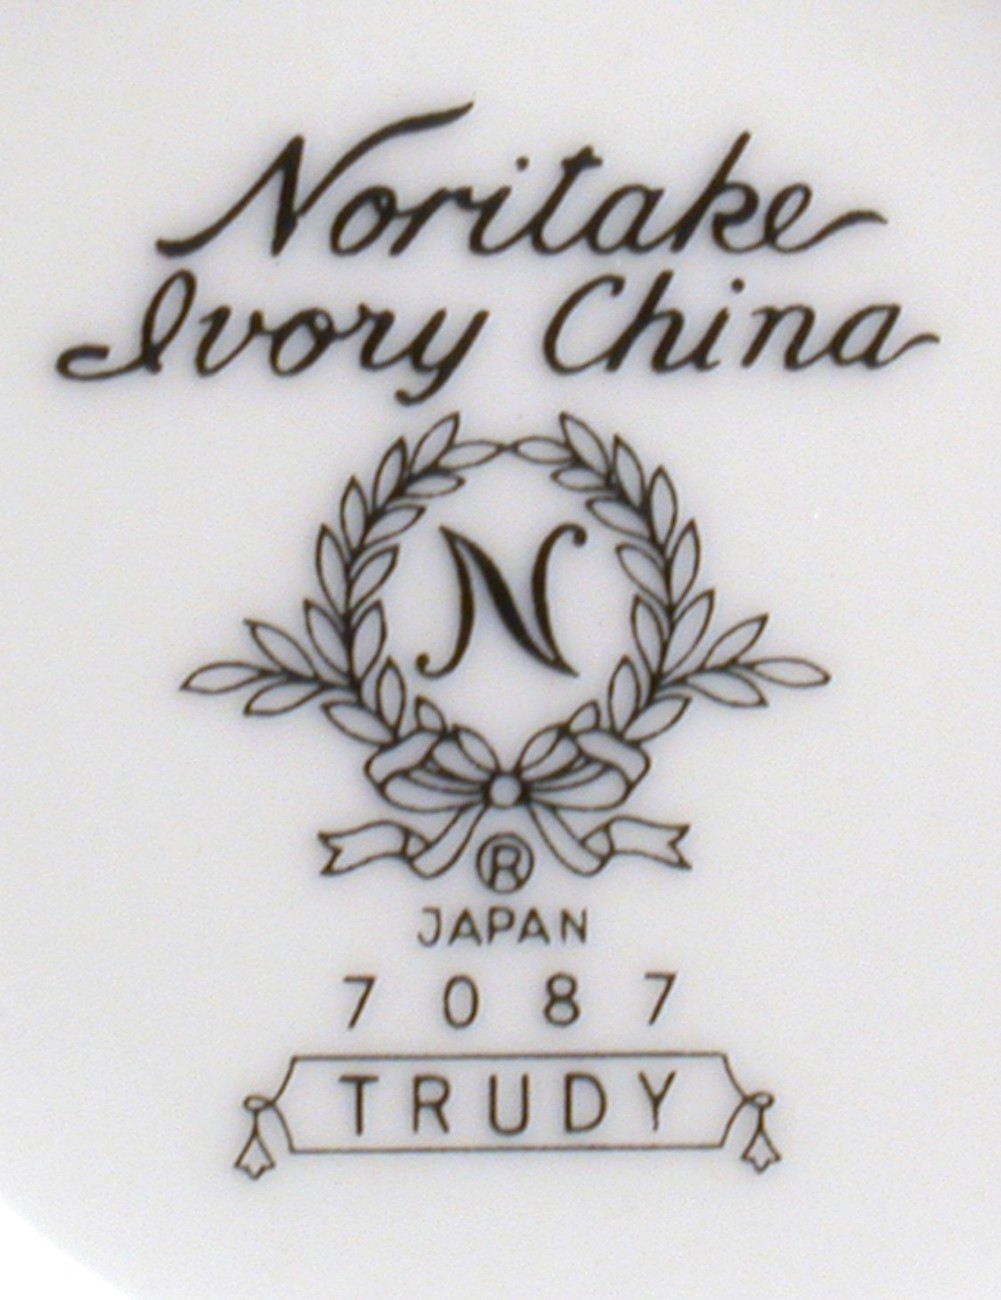 Noritake
Ivory China
N
®
JAPAN
7087
TRUDY